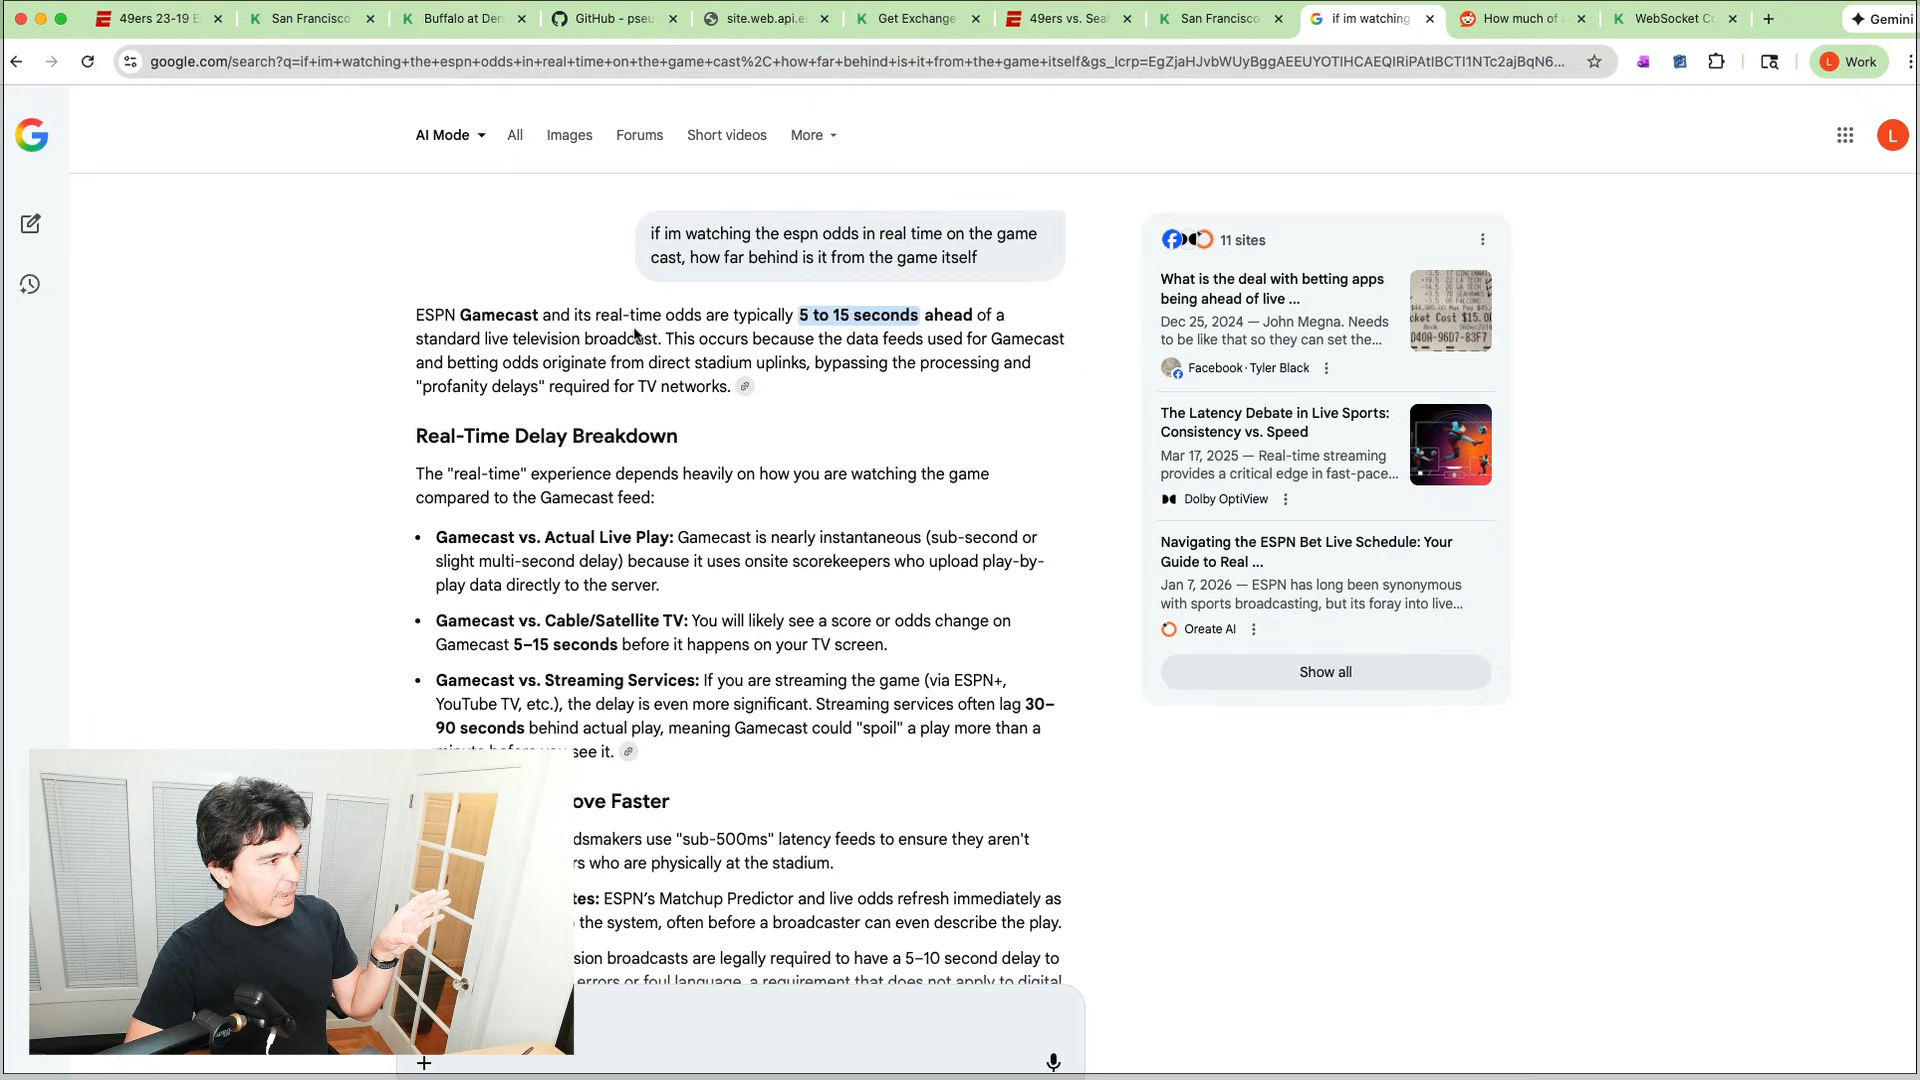 49ers 23-19 E
San Francisco
Buffalo at Den
GitHub - pseu
site.web.api.e
Get Exchange
49ers vs. Sea
San Francisco
if im watching
How much of
WebSocket Co
Gemini
google.com/search?q=if+im+watching+the+espn+odds+in+real+time+on+the+game+cast%2C+how+far+behind+is+it+from+the+game+itself&gs_lcrp=EgZjaHJvbWUyBggAEEUYOTIHCAEQIRiPAtIBCTI1NTc2ajBqN6...
L Work
AI Mode
All
Images
Forums
Short videos
More
L
if im watching the espn odds in real time on the game
cast, how far behind is it from the game itself
ESPN Gamecast and its real-time odds are typically 5 to 15 seconds ahead of a
standard live television broadcast. This occurs because the data feeds used for Gamecast
and betting odds originate from direct stadium uplinks, bypassing the processing and
"profanity delays" required for TV networks.
Real-Time Delay Breakdown
The "real-time" experience depends heavily on how you are watching the game
compared to the Gamecast feed:
• Gamecast vs. Actual Live Play: Gamecast is nearly instantaneous (sub-second or
slight multi-second delay) because it uses onsite scorekeepers who upload play-by-
play data directly to the server.
• Gamecast vs. Cable/Satellite TV: You will likely see a score or odds change on
Gamecast 5–15 seconds before it happens on your TV screen.
• Gamecast vs. Streaming Services: If you are streaming the game (via ESPN+,
YouTube TV, etc.), the delay is even more significant. Streaming services often lag 30–
90 seconds behind actual play, meaning Gamecast could "spoil" a play more than a
see it.
ove Faster
dsmakers use "sub-500ms" latency feeds to ensure they aren't
rs who are physically at the stadium.
tes: ESPN's Matchup Predictor and live odds refresh immediately as
the system, often before a broadcaster can even describe the play.
sion broadcasts are legally required to have a 5–10 second delay to
errors or foul language, a requirement that does not apply to digital
11 sites
What is the deal with betting apps
being ahead of live ...
Dec 25, 2024 — John Megna. Needs
to be like that so they can set the...
Facebook · Tyler Black
The Latency Debate in Live Sports:
Consistency vs. Speed
Mar 17, 2025 — Real-time streaming
provides a critical edge in fast-pace...
Dolby OptiView
Navigating the ESPN Bet Live Schedule: Your
Guide to Real ...
Jan 7, 2026 — ESPN has long been synonymous
with sports broadcasting, but its foray into live...
Oreate AI
Show all